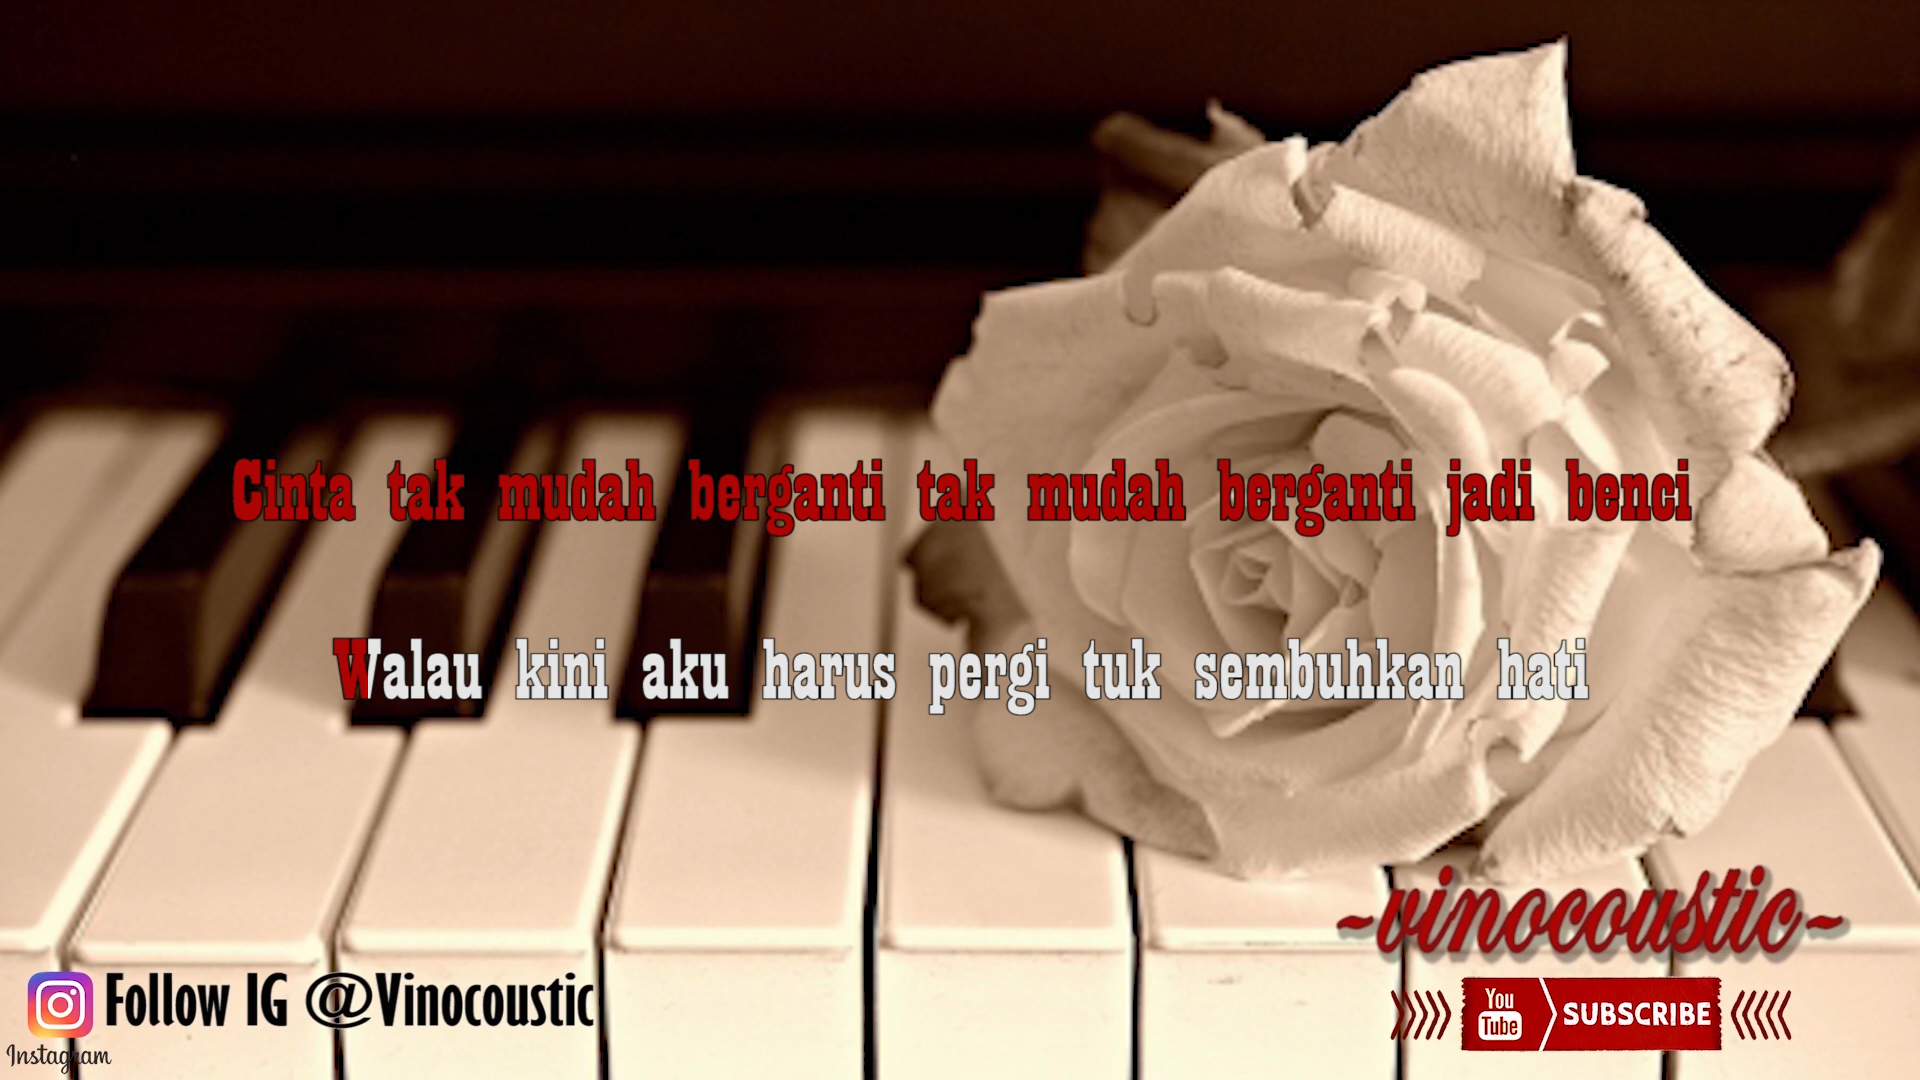 Cinta tak mudah berganti tak mudah berganti jadi benci
Walau kini aku harus pergi tuk sembuhkan hati
~vinocoustic~
Follow IG @Vinocoustic
Instagram
You
Tube
SUBSCRIBE